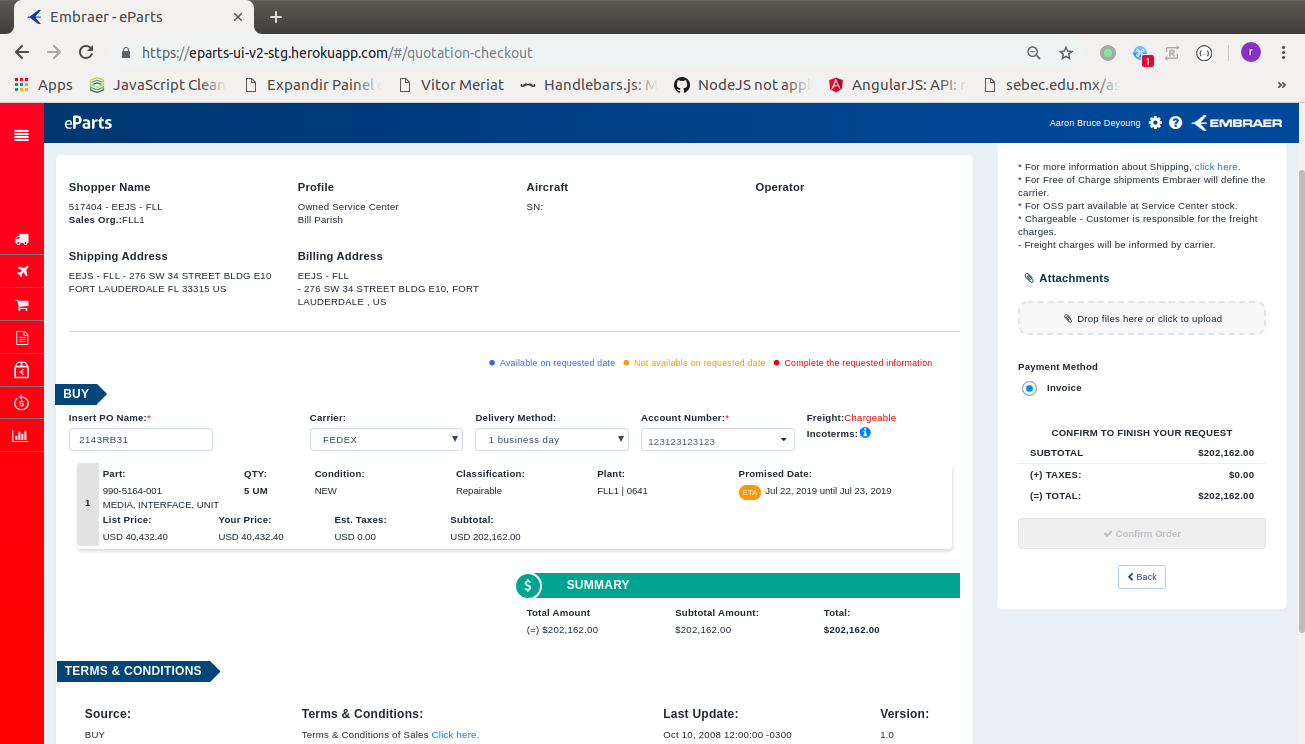 Embraer - eParts
https://eparts-ui-v2-stg.herokuapp.com/#/quotation-checkout
1
r
Apps
JavaScript Clean
Expandir Painel
Vitor Meriat
Handlebars.js: M
NodeJS not appl
AngularJS: API: r
sebec.edu.mx/as
»
eParts
Aaron Bruce Deyoung
EMBRAER
Shopper Name
517404 - EEJS - FLL
Sales Org.:FLL1
Profile
Owned Service Center
Bill Parish
Aircraft
SN:
Operator
Shipping Address
EEJS - FLL - 276 SW 34 STREET BLDG E10
FORT LAUDERDALE FL 33315 US
Billing Address
EEJS - FLL
- 276 SW 34 STREET BLDG E10, FORT
LAUDERDALE , US
Available on requested date
Not available on requested date
Complete the requested information
BUY
Insert PO Name:*
2143RB31
Carrier:
FEDEX
Delivery Method:
1 business day
Account Number:*
123123123123
Freight:Chargeable
Incoterms:
1
Part:
990-5164-001
MEDIA, INTERFACE, UNIT
QTY:
5 UM
Condition:
NEW
Classification:
Repairable
Plant:
FLL1 | 0641
Promised Date:
ETA Jul 22, 2019 until Jul 23, 2019
List Price:
USD 40,432.40
Your Price:
USD 40,432.40
Est. Taxes:
USD 0.00
Subtotal:
USD 202,162.00
$ SUMMARY
Total Amount
(=) $202,162.00
Subtotal Amount:
$202,162.00
Total:
$202,162.00
TERMS & CONDITIONS
Source:
BUY
Terms & Conditions:
Terms & Conditions of Sales Click here.
Last Update:
Oct 10, 2008 12:00:00 -0300
Version:
1.0
* For more information about Shipping, click here.
* For Free of Charge shipments Embraer will define the
carrier.
* For OSS part available at Service Center stock.
* Chargeable - Customer is responsible for the freight
charges.
- Freight charges will be informed by carrier.
Attachments
Drop files here or click to upload
Payment Method
Invoice
CONFIRM TO FINISH YOUR REQUEST
SUBTOTAL $202,162.00
(+) TAXES: $0.00
(=) TOTAL: $202,162.00
Confirm Order
Back